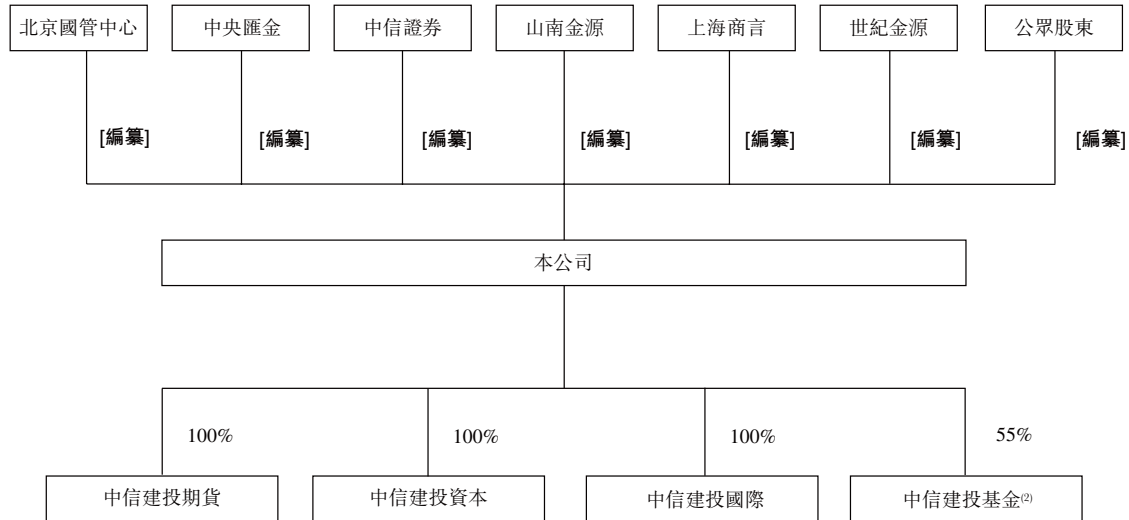 北京國管中心 中央匯金 中信證券 山南金源 上海商言 世紀金源 公眾股東
[編纂] [編纂] [編纂] [編纂] [編纂] [編纂] [編纂]
本公司
100% 100% 100% 55%
中信建投期貨 中信建投資本 中信建投國際 中信建投基金(2)